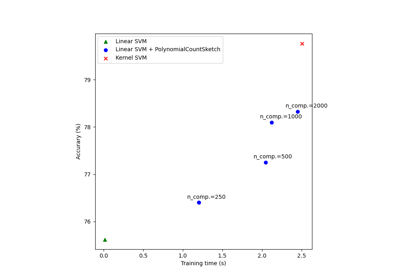 Linear SVM
Linear SVM + PolynomialCountSketch
Kernel SVM
79
78
77
76
n_comp.=2000
n_comp.=1000
n_comp.=500
n_comp.=250
Accurary (%)
0.0 0.5 1.0 1.5 2.0 2.5
Training time (s)